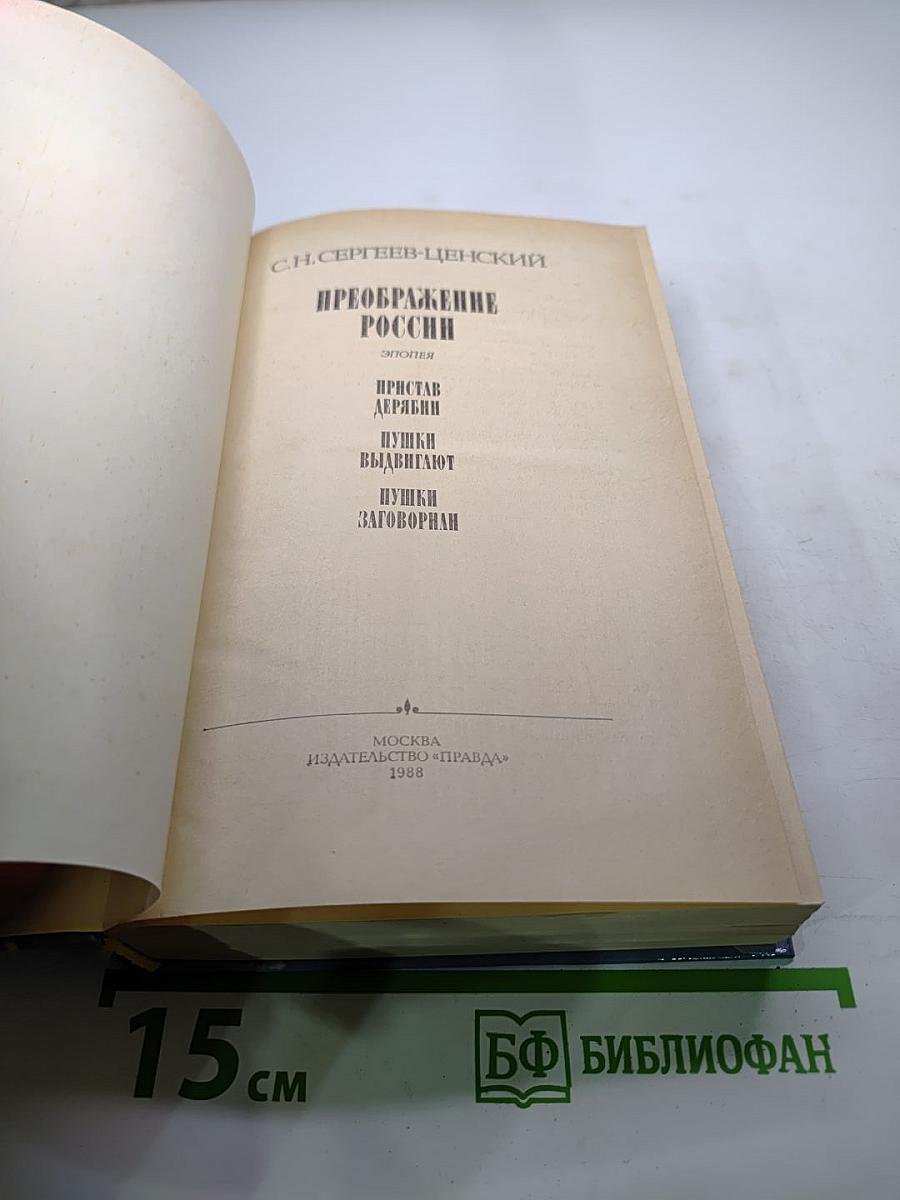 С.Н.СЕРГЕЕВ-ЦЕНСКИЙ
ПРЕОБРАЖЕНИЕ
РОССИИ
ЭПОПЕЯ
ПРИСТАВ
ДЕРЯБИН
ПУШКИ
ВЫДВИГАЮТ
ПУШКИ
ЗАГОВОРИЛИ
МОСКВА
ИЗДАТЕЛЬСТВО «ПРАВДА»
1988
15 СМ
БФ БИБЛИОФАН